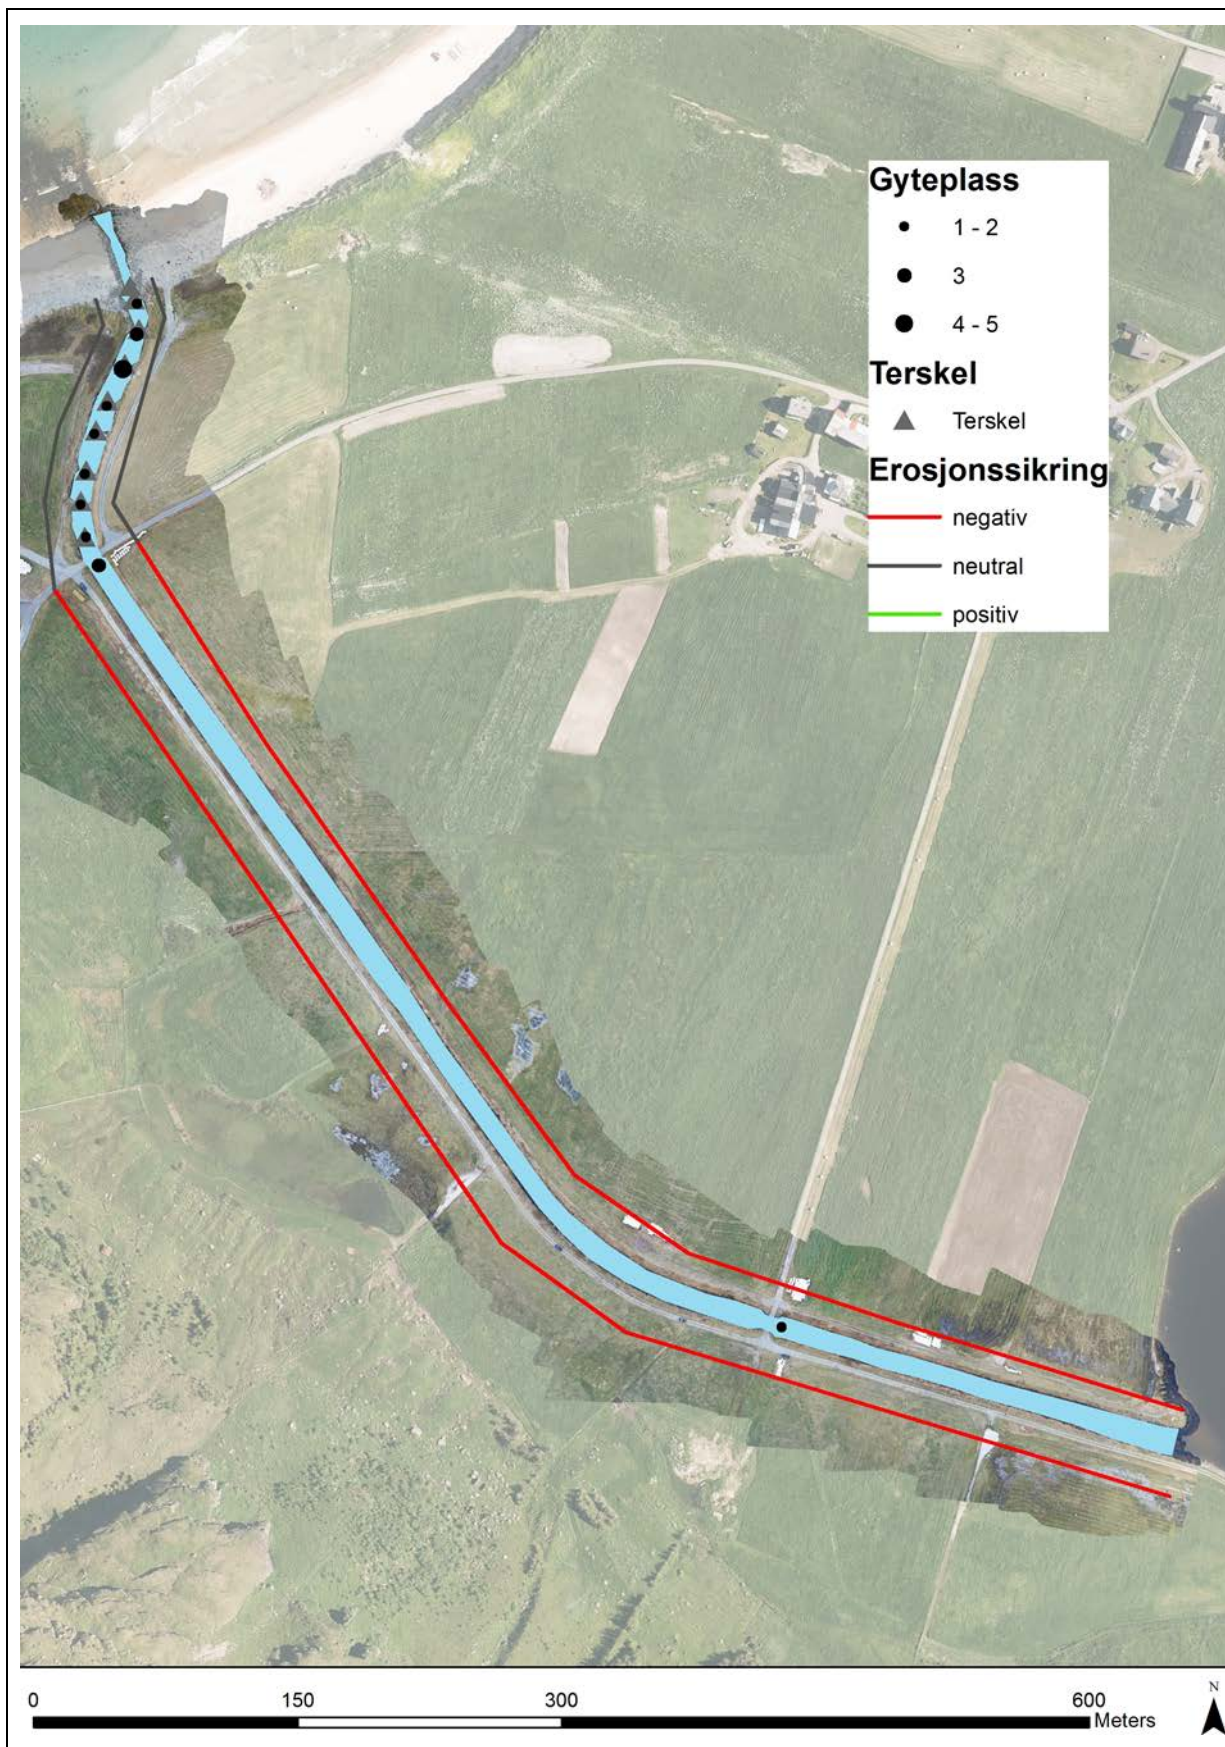 Gyteplass
1 - 2
3
4 - 5
Terskel
Terskel
Erosjonssikring
negativ
neutral
positiv
0 150 300 600
Meters
N